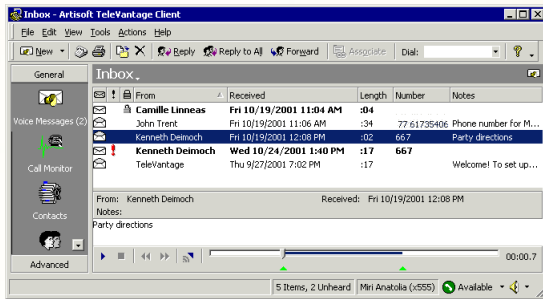 Inbox - Artisoft TeleVantage Client
File Edit View Tools Actions Help
New Reply Reply to All Forward Associate Dial:
General
Inbox
! From Received Length Number Notes
Camille Linneas Fri 10/19/2001 11:04 AM :04
Voice Messages (2)
John Trent Fri 10/19/2001 11:06 AM :34 77 61735406 Phone number for M...
Kenneth Deimoch Fri 10/19/2001 12:08 PM :02 667 Party directions
Kenneth Deimoch Wed 10/24/2001 1:40 PM :17 667
TeleVantage Thu 9/27/2001 7:02 PM :17 Welcome! To set up...
Call Monitor
Contacts
Advanced
From: Kenneth Deimoch Received: Fri 10/19/2001 12:08 PM
Notes:
Party directions
00:00.7
5 Items, 2 Unheard Miri Anatolia (x555) Available